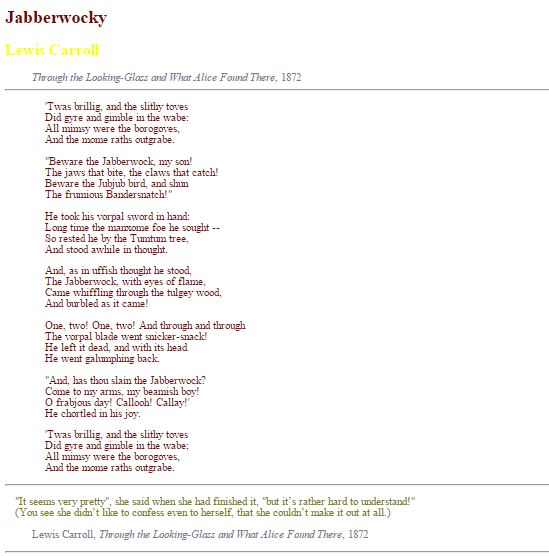 Jabberwocky
Lewis Carroll
Through the Looking-Glass and What Alice Found There, 1872
'Twas brillig, and the slithy toves
Did gyre and gimble in the wabe:
All mimsy were the borogoves,
And the mome raths outgrabe.
"Beware the Jabberwock, my son!
The jaws that bite, the claws that catch!
Beware the Jubjub bird, and shun
The frumious Bandersnatch!"
He took his vorpal sword in hand:
Long time the manxome foe he sought --
So rested he by the Tumtum tree,
And stood awhile in thought.
And, as in uffish thought he stood,
The Jabberwock, with eyes of flame,
Came whiffling through the tulgey wood,
And burbled as it came!
One, two! One, two! And through and through
The vorpal blade went snicker-snack!
He left it dead, and with its head
He went galumphing back.
"And, has thou slain the Jabberwock?
Come to my arms, my beamish boy!
O frabjous day! Callooh! Callay!'
He chortled in his joy.
'Twas brillig, and the slithy toves
Did gyre and gimble in the wabe;
All mimsy were the borogoves,
And the mome raths outgrabe.
"It seems very pretty", she said when she had finished it, "but it's rather hard to understand!"
(You see she didn't like to confess even to herself, that she couldn't make it out at all.)
Lewis Carroll, Through the Looking-Glass and What Alice Found There, 1872